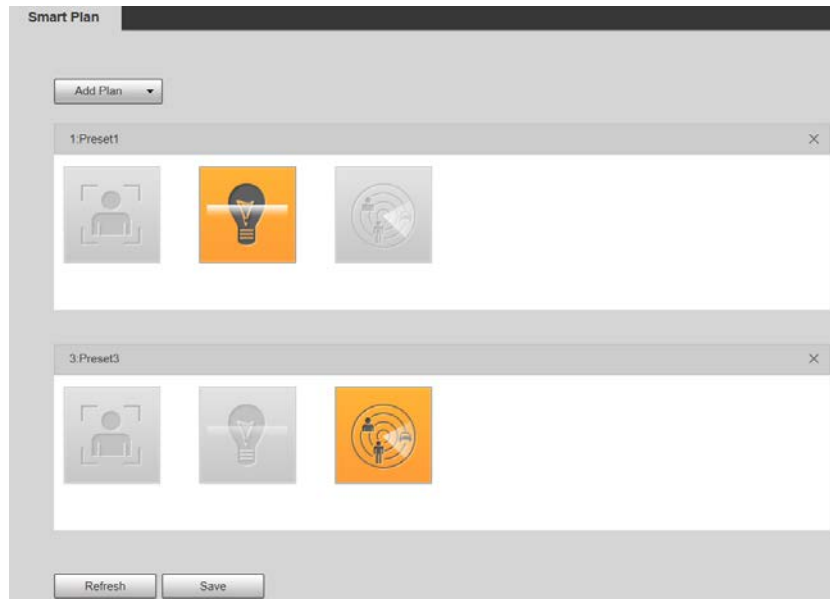 Smart Plan
Add Plan
1:Preset1
3:Preset3
Refresh Save